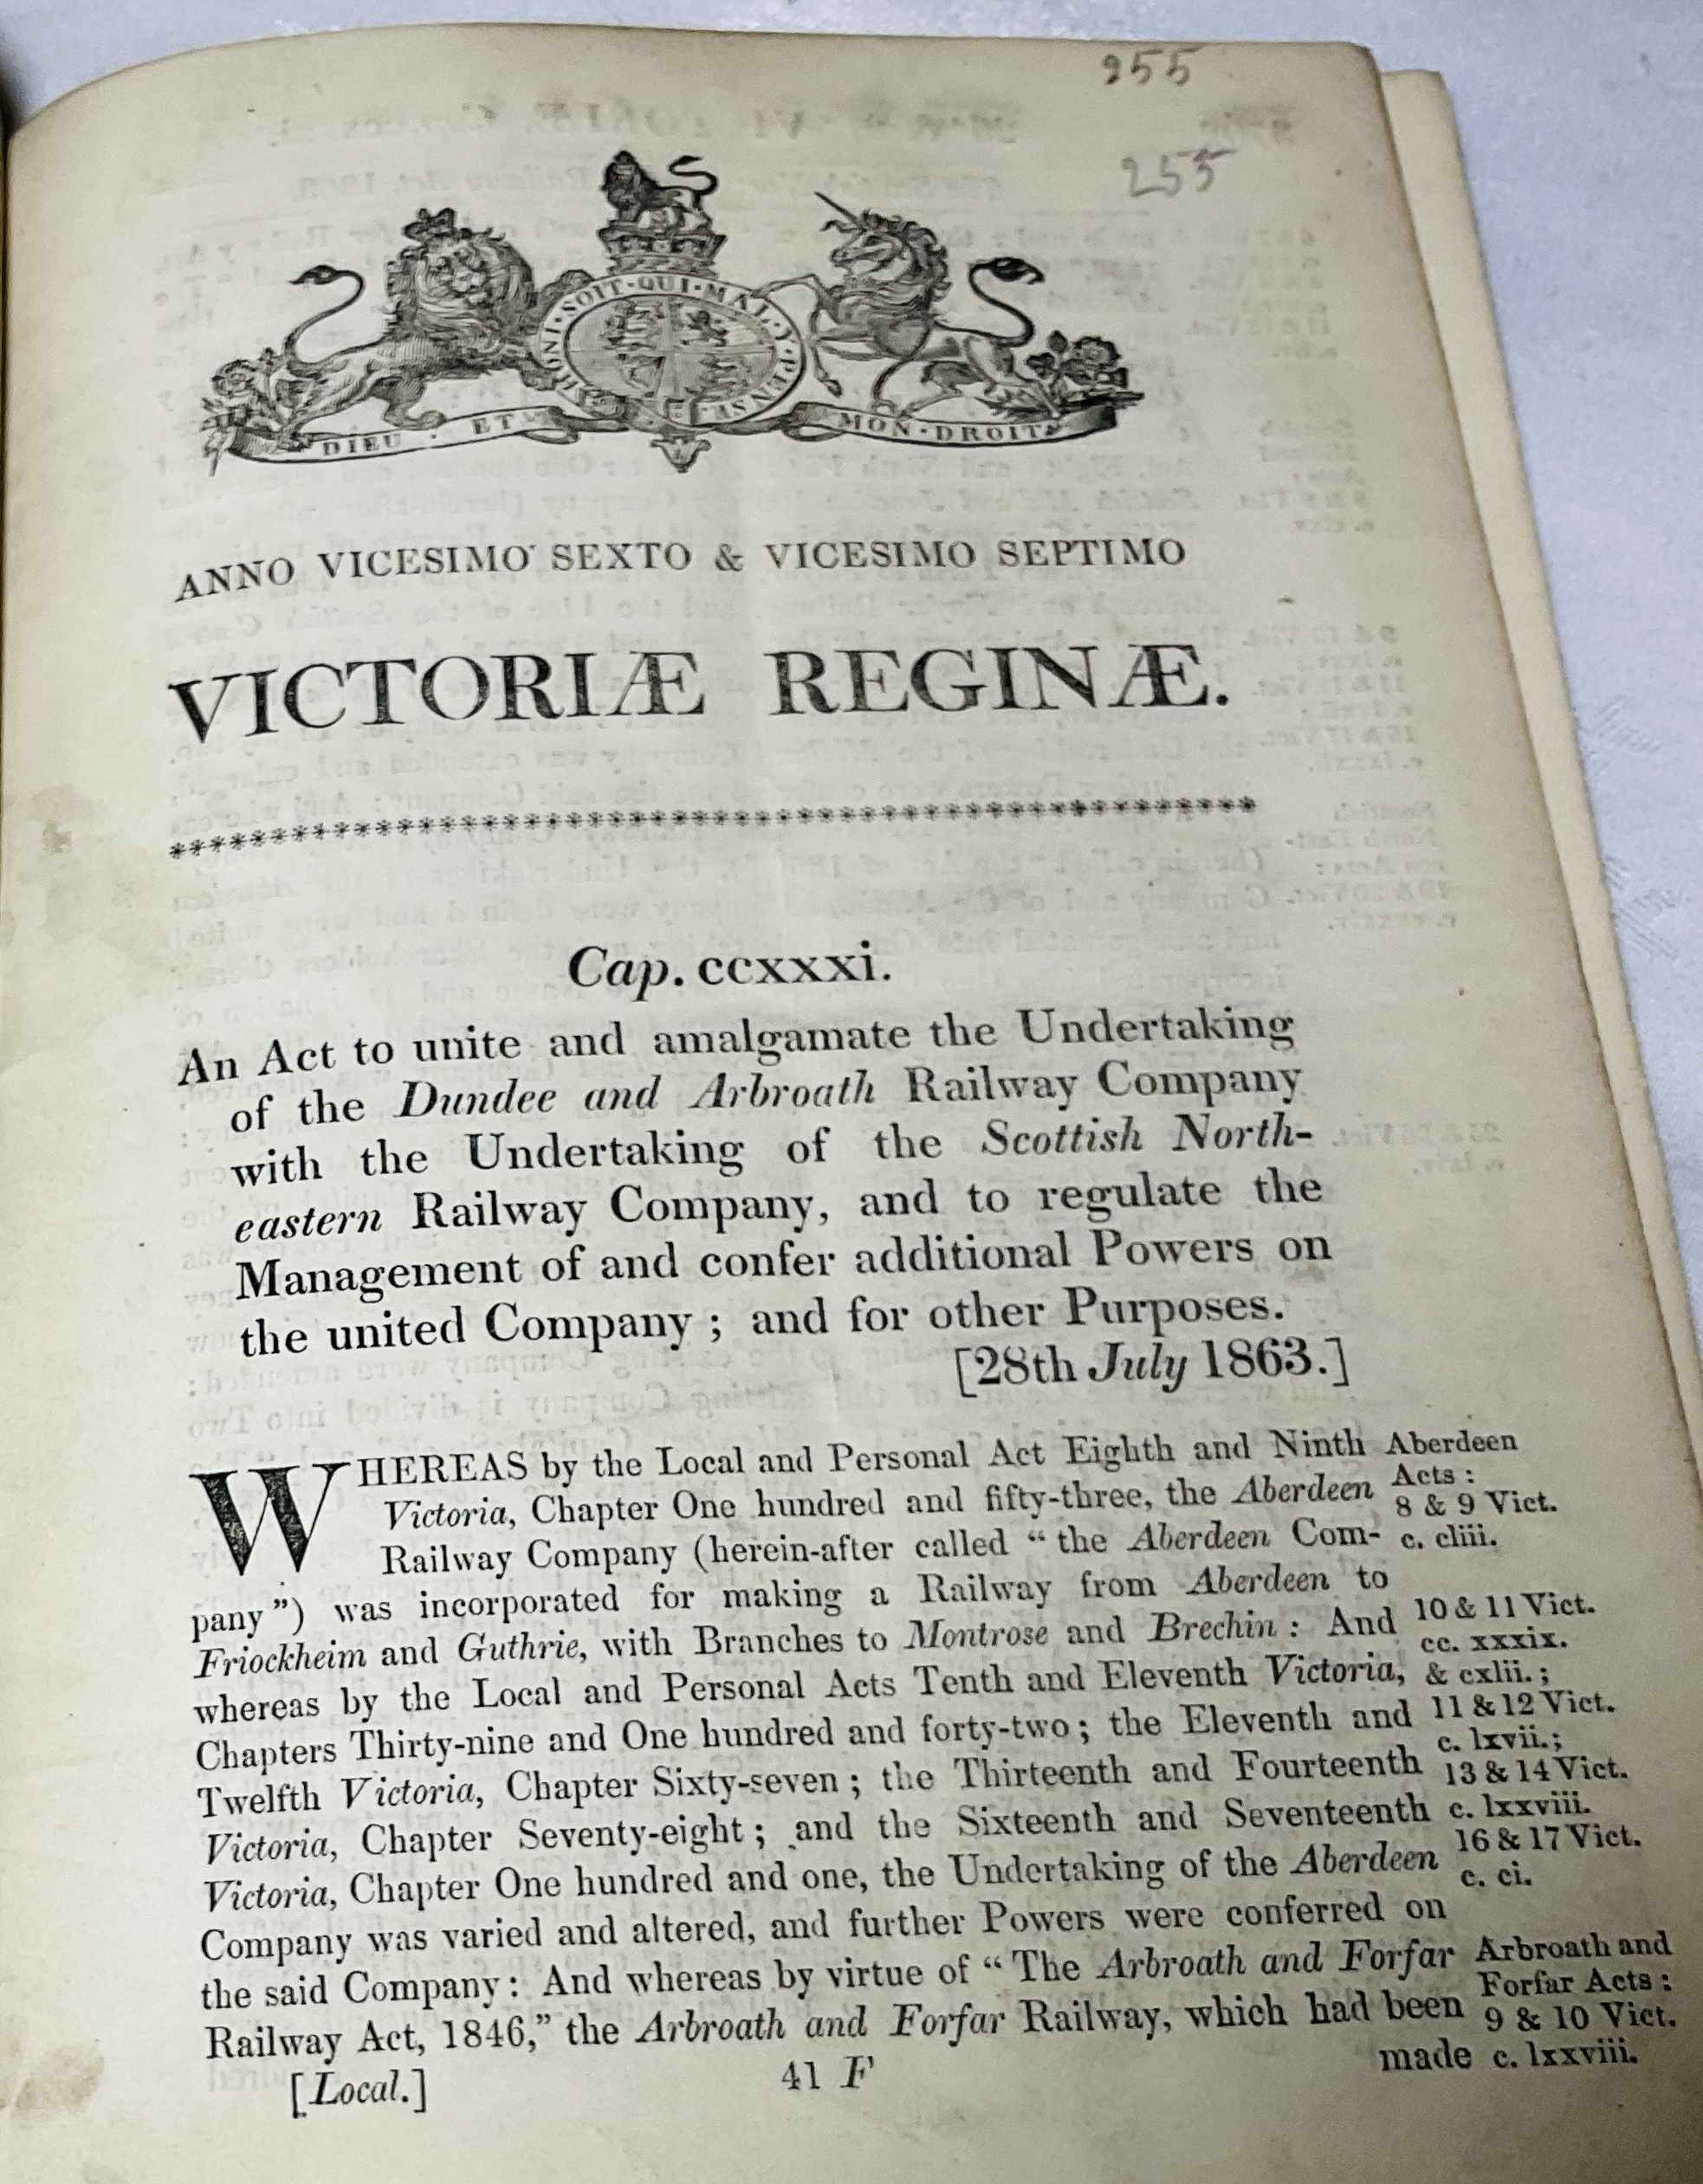 255
255
HONI · SOIT · QUI · MAL · Y · PENSE
DIEU · ET MON · DROIT
ANNO VICESIMO SEXTO & VICESIMO SEPTIMO
VICTORIÆ REGINÆ.
Cap. ccxxxi.
An Act to unite and amalgamate the Undertaking
of the Dundee and Arbroath Railway Company
with the Undertaking of the Scottish North-
eastern Railway Company, and to regulate the
Management of and confer additional Powers on
the united Company ; and for other Purposes.
[28th July 1863.]
WHEREAS by the Local and Personal Act Eighth and Ninth
Victoria, Chapter One hundred and fifty-three, the Aberdeen
Railway Company (herein-after called “ the Aberdeen Com-
pany ”) was incorporated for making a Railway from Aberdeen to
Friockheim and Guthrie, with Branches to Montrose and Brechin : And
whereas by the Local and Personal Acts Tenth and Eleventh Victoria,
Chapters Thirty-nine and One hundred and forty-two ; the Eleventh and
Twelfth Victoria, Chapter Sixty-seven ; the Thirteenth and Fourteenth
Victoria, Chapter Seventy-eight ; and the Sixteenth and Seventeenth
Victoria, Chapter One hundred and one, the Undertaking of the Aberdeen
Company was varied and altered, and further Powers were conferred on
the said Company : And whereas by virtue of “ The Arbroath and Forfar
Railway Act, 1846,” the Arbroath and Forfar Railway, which had been
made
[Local.]
41 F
Aberdeen
Acts :
8 & 9 Vict.
c. cliii.
10 & 11 Vict.
cc. xxxix.
& cxlii. ;
11 & 12 Vict.
c. lxvii. ;
13 & 14 Vict.
c. lxxviii.
16 & 17 Vict.
c. ci.
Arbroath and
Forfar Acts :
9 & 10 Vict.
c. lxxviii.